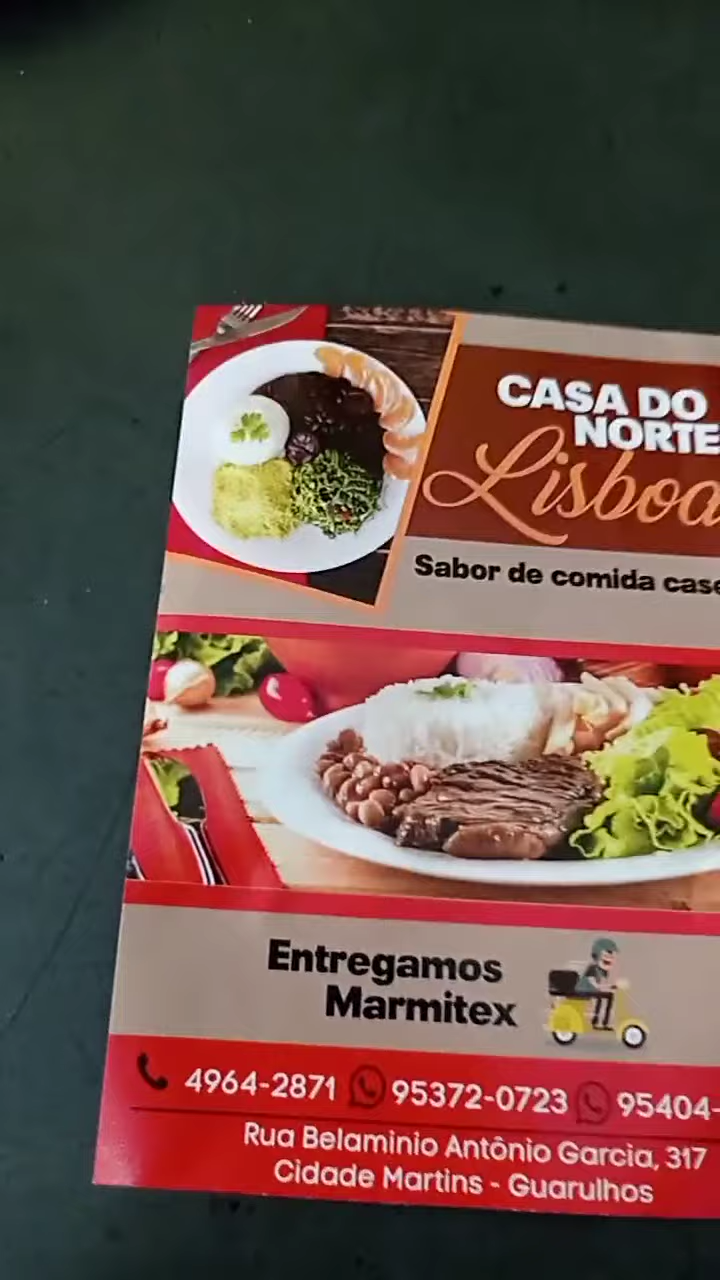 CASA DO
NORTE
Lisboa
Sabor de comida case
Entregamos
Marmitex
4964-2871 95372-0723 95404-
Rua Belaminio Antônio Garcia, 317
Cidade Martins - Guarulhos